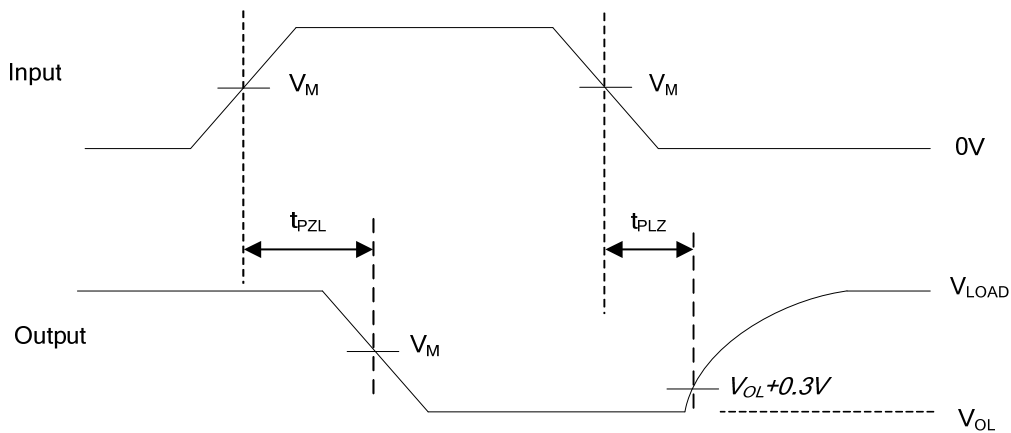 Input
V_M
V_M
0V
t_PZL
t_PLZ
V_LOAD
Output
V_M
V_OL+0.3V
V_OL